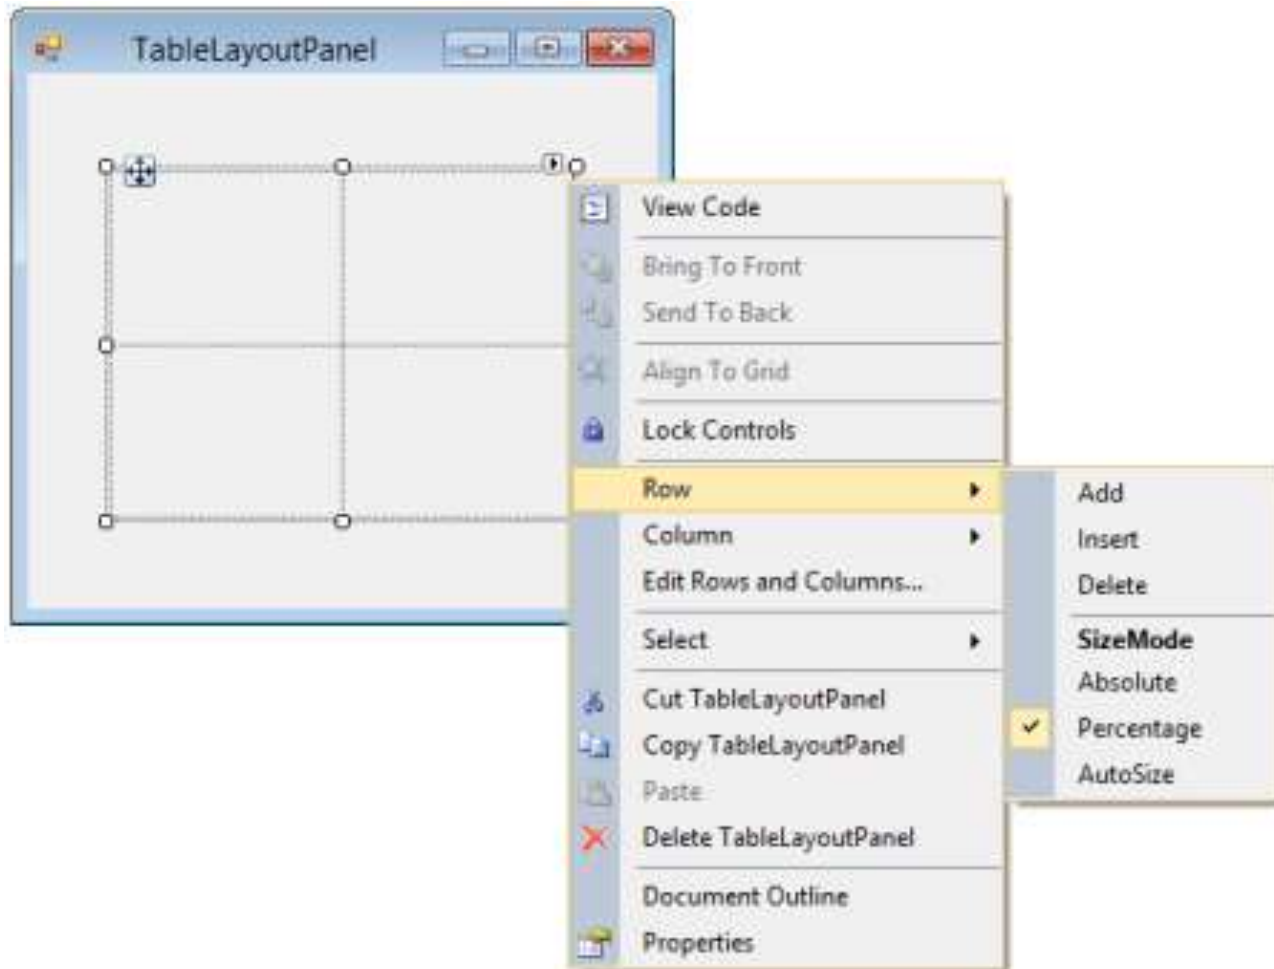 TableLayoutPanel
View Code
Bring To Front
Send To Back
Align To Grid
Lock Controls
Row
Column
Edit Rows and Columns...
Select
Cut TableLayoutPanel
Copy TableLayoutPanel
Paste
Delete TableLayoutPanel
Document Outline
Properties
Add
Insert
Delete
SizeMode
Absolute
Percentage
AutoSize